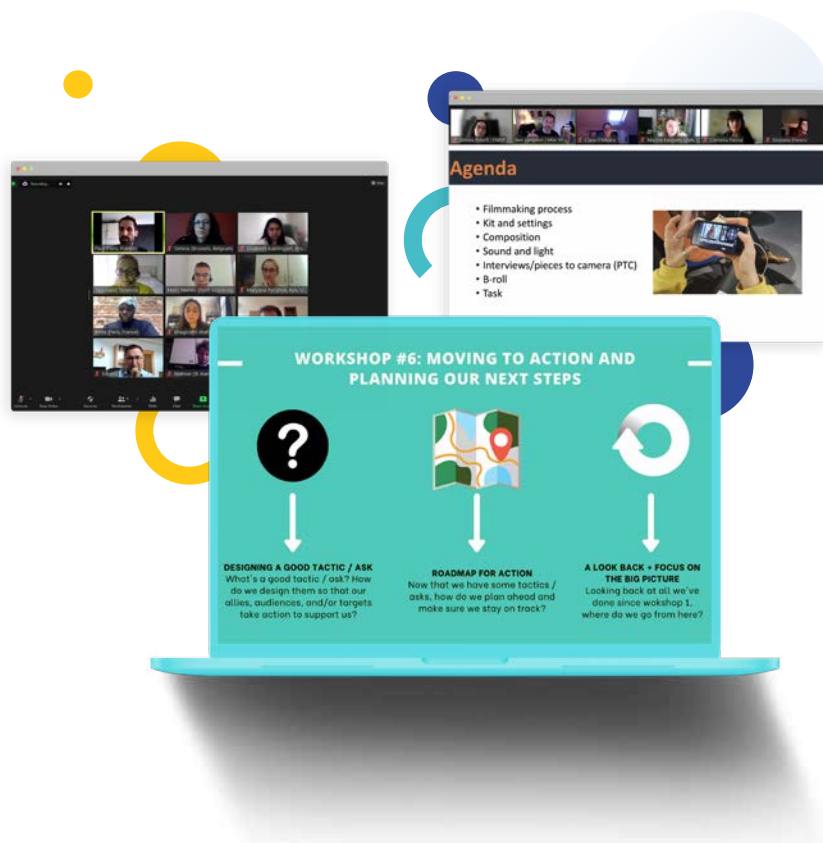 Recording...
Agenda
• Filmmaking process
• Kit and settings
• Composition
• Sound and light
• Interviews/pieces to camera (PTC)
• B-roll
• Task
WORKSHOP #6: MOVING TO ACTION AND
PLANNING OUR NEXT STEPS
?
DESIGNING A GOOD TACTIC / ASK
What's a good tactic / ask? How
do we design them so that our
allies, audiences, and/or targets
take action to support us?
ROADMAP FOR ACTION
Now that we have some tactics /
asks, how do we plan ahead and
make sure we stay on track?
A LOOK BACK + FOCUS ON
THE BIG PICTURE
Looking back at all we've
done since wokshop 1,
where do we go from here?